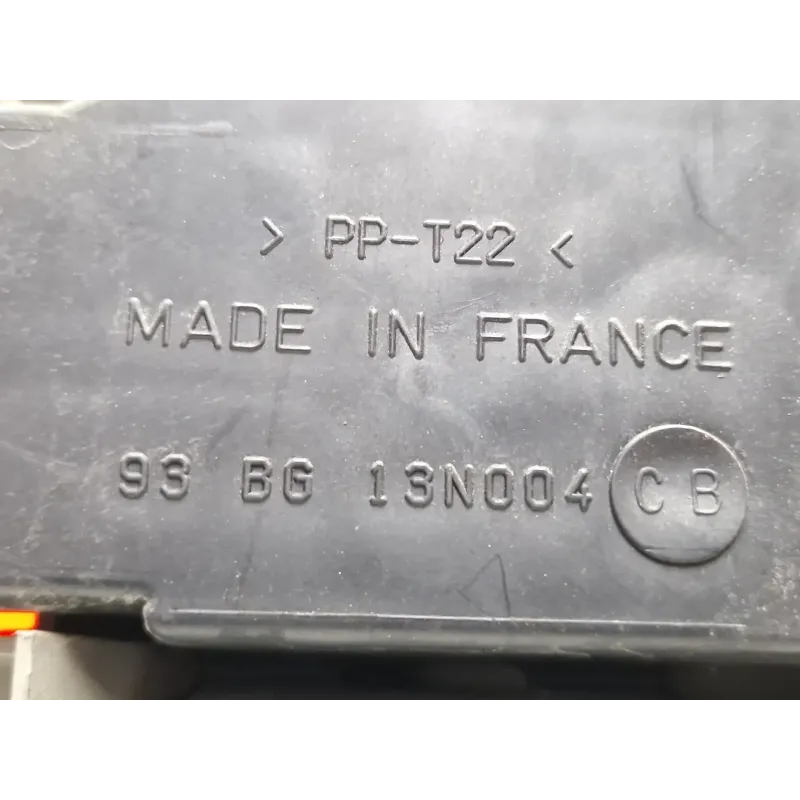 > PP-T22 <
MADE IN FRANCE
93 BG 13N004 CB